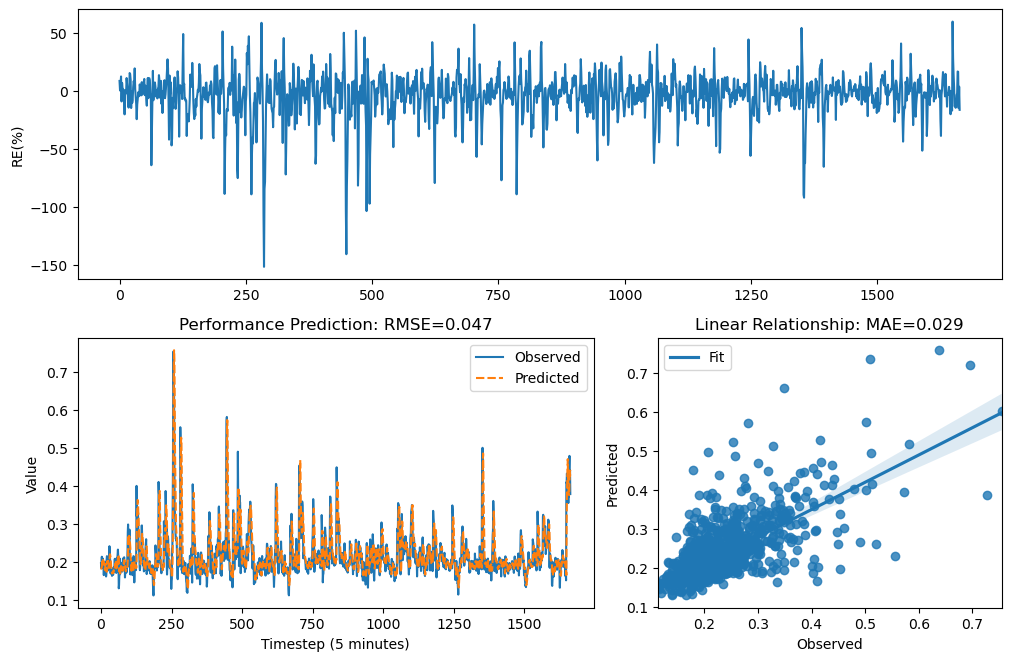 50
0
−50
−100
−150
RE(%)
0 250 500 750 1000 1250 1500
Performance Prediction: RMSE=0.047
Observed
Predicted
0.7
0.6
0.5
0.4
0.3
0.2
0.1
Value
0 250 500 750 1000 1250 1500
Timestep (5 minutes)
Linear Relationship: MAE=0.029
Fit
0.7
0.6
0.5
0.4
0.3
0.2
0.1
Predicted
0.2 0.3 0.4 0.5 0.6 0.7
Observed